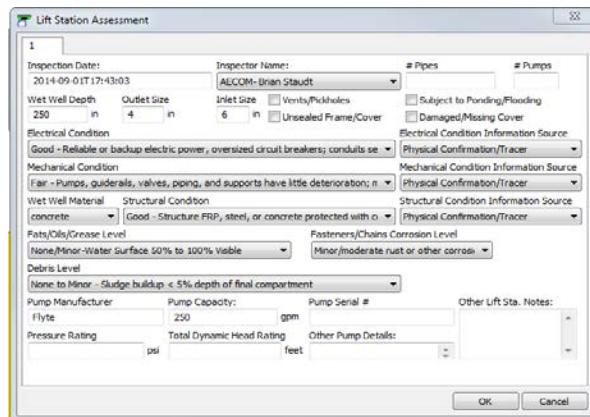 Lift Station Assessment
1
Inspection Date: Inspector Name: # Pipes # Pumps
2014-09-01T17:43:03 AECOM- Brian Staudt
Wet Well Depth Outlet Size Inlet Size Vents/Pickholes Subject to Ponding/Flooding
250 in 4 in 6 in Unsealed Frame/Cover Damaged/Missing Cover
Electrical Condition Electrical Condition Information Source
Good - Reliable or backup electric power, oversized circuit breakers; conduits se Physical Confirmation/Tracer
Mechanical Condition Mechanical Condition Information Source
Fair - Pumps, guiderails, valves, piping, and supports have little deterioration; n Physical Confirmation/Tracer
Wet Well Material Structural Condition Structural Condition Information Source
concrete Good - Structure FRP, steel, or concrete protected with c Physical Confirmation/Tracer
Fats/Oils/Grease Level Fasteners/Chains Corrosion Level
None/Minor-Water Surface 50% to 100% Visible Minor/moderate rust or other corrosi
Debris Level
None to Minor - Sludge buildup < 5% depth of final compartment
Pump Manufacturer Pump Capacity: Pump Serial # Other Lift Sta. Notes:
Flyte 250 gpm
Pressure Rating Total Dynamic Head Rating Other Pump Details:
psi feet
OK Cancel